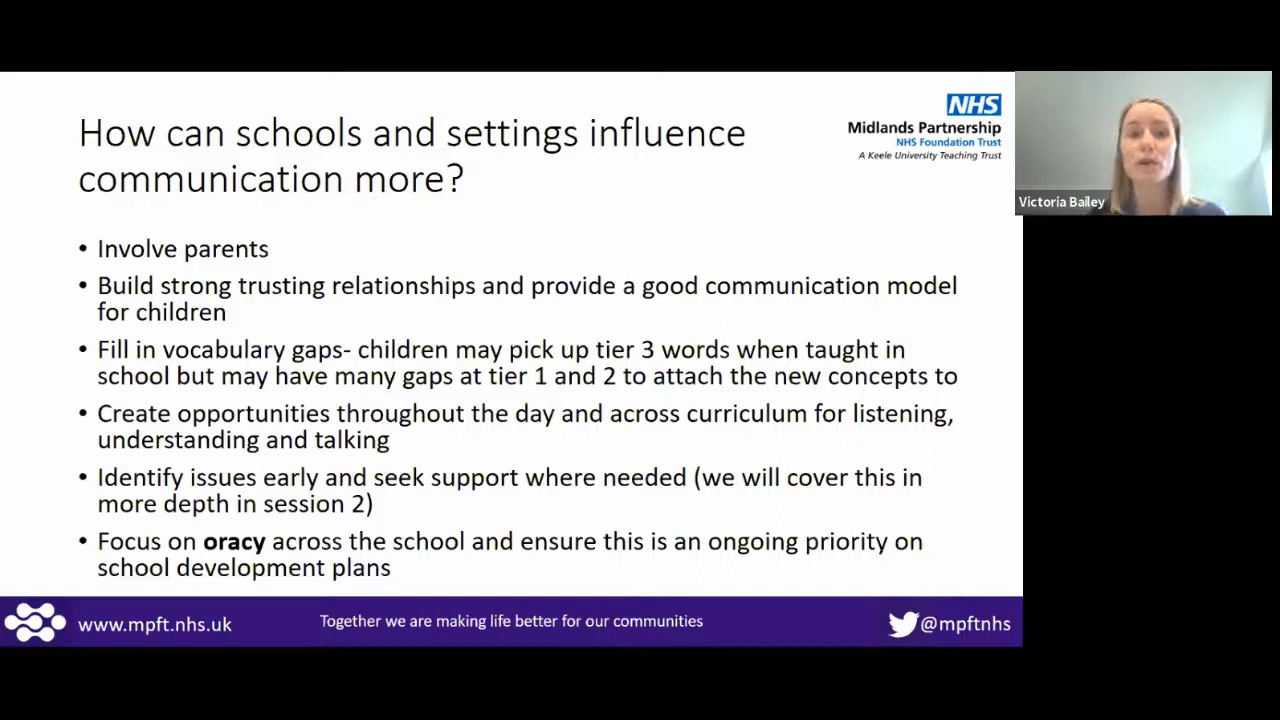 How can schools and settings influence
communication more?
NHS
Midlands Partnership
NHS Foundation Trust
A Keele University Teaching Trust
Victoria Bailey
• Involve parents
• Build strong trusting relationships and provide a good communication model
for children
• Fill in vocabulary gaps- children may pick up tier 3 words when taught in
school but may have many gaps at tier 1 and 2 to attach the new concepts to
• Create opportunities throughout the day and across curriculum for listening,
understanding and talking
• Identify issues early and seek support where needed (we will cover this in
more depth in session 2)
• Focus on oracy across the school and ensure this is an ongoing priority on
school development plans
www.mpft.nhs.uk
Together we are making life better for our communities
@mpftnhs